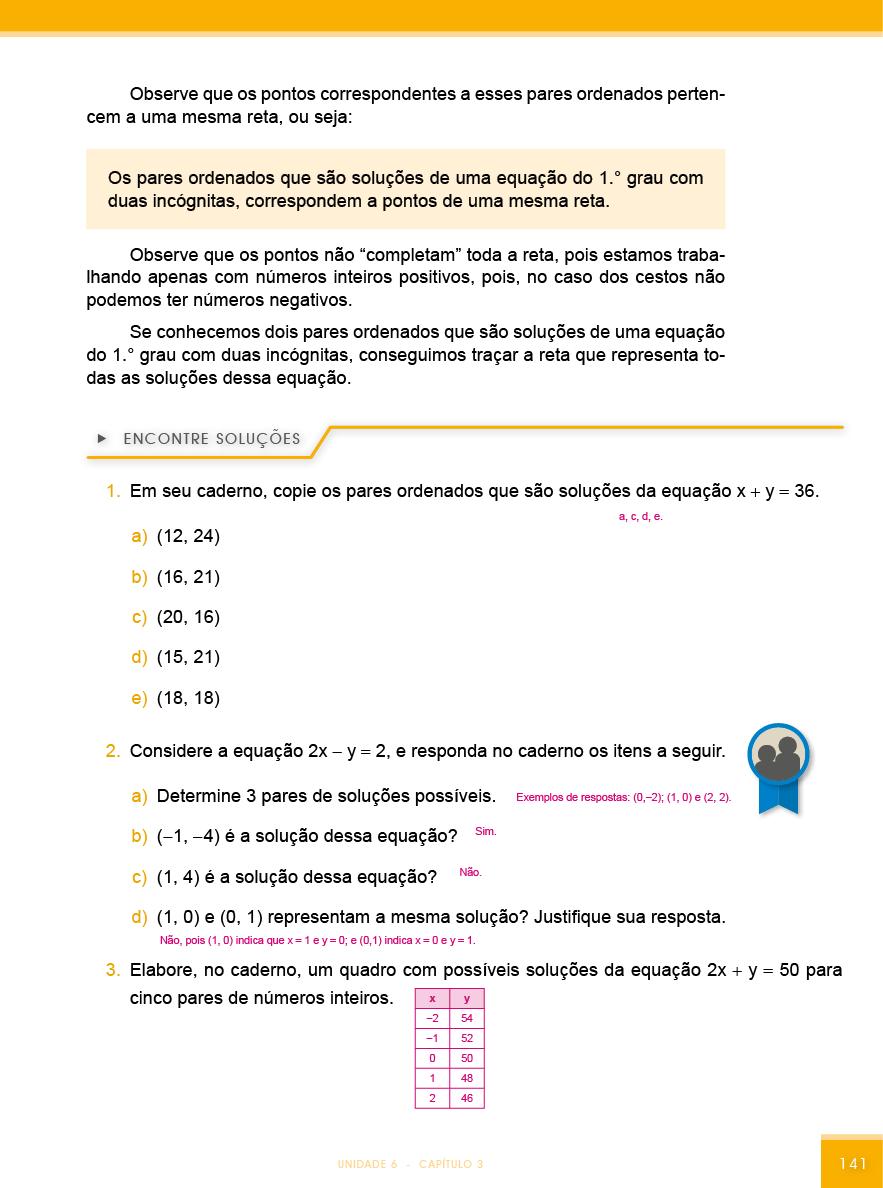 Observe que os pontos correspondentes a esses pares ordenados perten-
cem a uma mesma reta, ou seja:
Os pares ordenados que são soluções de uma equação do 1.° grau com
duas incógnitas, correspondem a pontos de uma mesma reta.
Observe que os pontos não “completam” toda a reta, pois estamos traba-
lhando apenas com números inteiros positivos, pois, no caso dos cestos não
podemos ter números negativos.
Se conhecemos dois pares ordenados que são soluções de uma equação
do 1.° grau com duas incógnitas, conseguimos traçar a reta que representa to-
das as soluções dessa equação.
ENCONTRE SOLUÇÕES
1. Em seu caderno, copie os pares ordenados que são soluções da equação x + y = 36.
a, c, d, e.
a) (12, 24)
b) (16, 21)
c) (20, 16)
d) (15, 21)
e) (18, 18)
2. Considere a equação 2x – y = 2, e responda no caderno os itens a seguir.
a) Determine 3 pares de soluções possíveis. Exemplos de respostas: (0,–2); (1, 0) e (2, 2).
b) (–1, –4) é a solução dessa equação? Sim.
c) (1, 4) é a solução dessa equação? Não.
d) (1, 0) e (0, 1) representam a mesma solução? Justifique sua resposta.
Não, pois (1, 0) indica que x = 1 e y = 0; e (0,1) indica x = 0 e y = 1.
3. Elabore, no caderno, um quadro com possíveis soluções da equação 2x + y = 50 para
cinco pares de números inteiros.
x y
–2 54
–1 52
0 50
1 48
2 46
UNIDADE 6 - CAPÍTULO 3
141